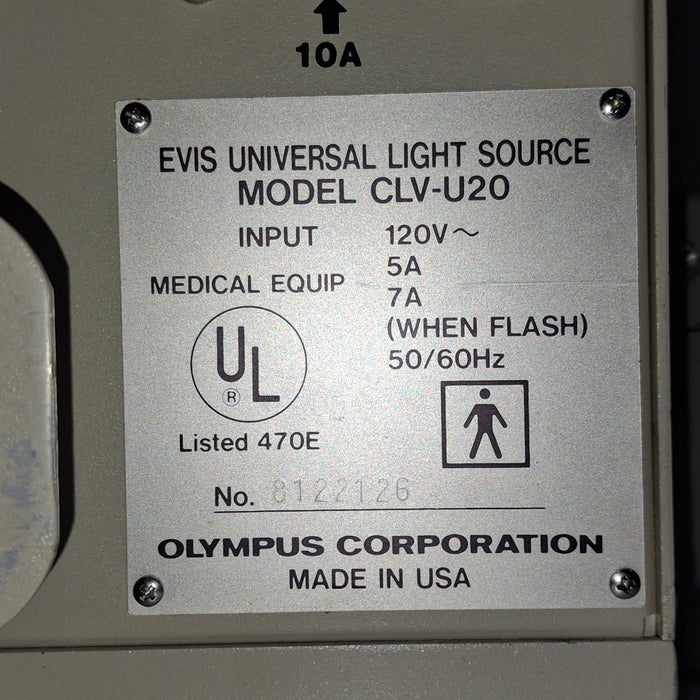 10A
EVIS UNIVERSAL LIGHT SOURCE
MODEL CLV-U20
INPUT 120V～
5A
MEDICAL EQUIP
7A
(WHEN FLASH)
50/60Hz
UL
®
Listed 470E
No. 8122126
OLYMPUS CORPORATION
MADE IN USA